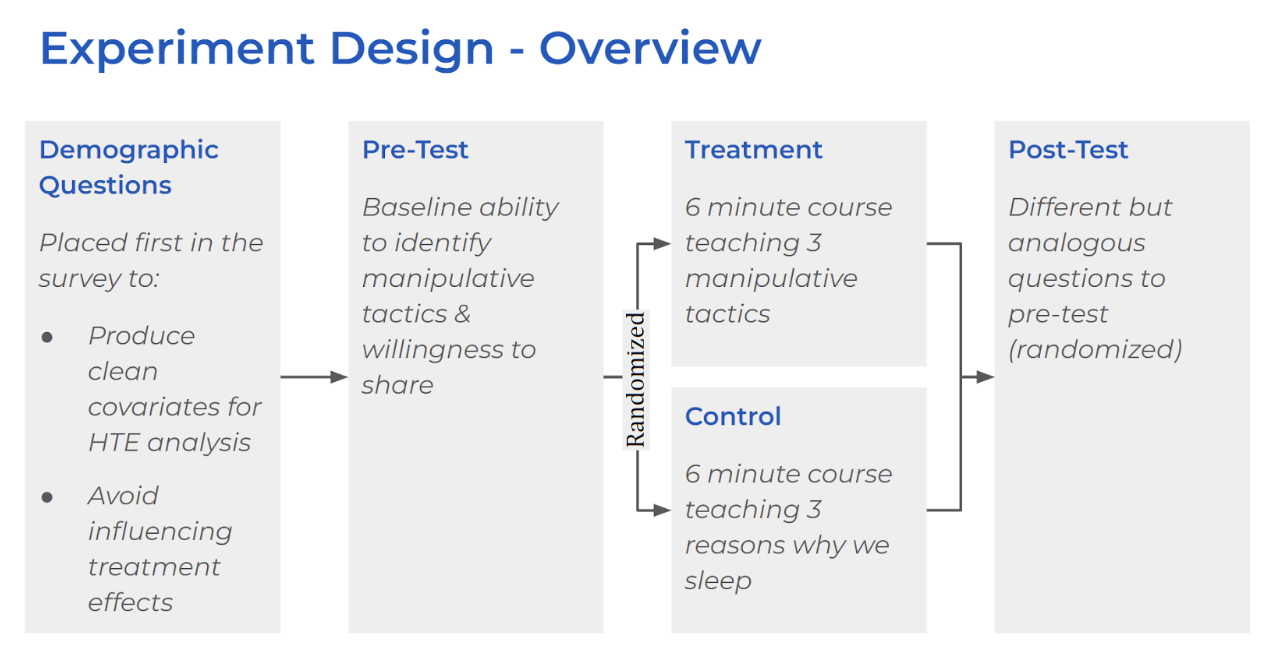 Experiment Design - Overview
Demographic
Questions
Placed first in the
survey to:
● Produce
clean
covariates for
HTE analysis
● Avoid
influencing
treatment
effects
Pre-Test
Baseline ability
to identify
manipulative
tactics &
willingness to
share
Randomized
Treatment
6 minute course
teaching 3
manipulative
tactics
Control
6 minute course
teaching 3
reasons why we
sleep
Post-Test
Different but
analogous
questions to
pre-test
(randomized)